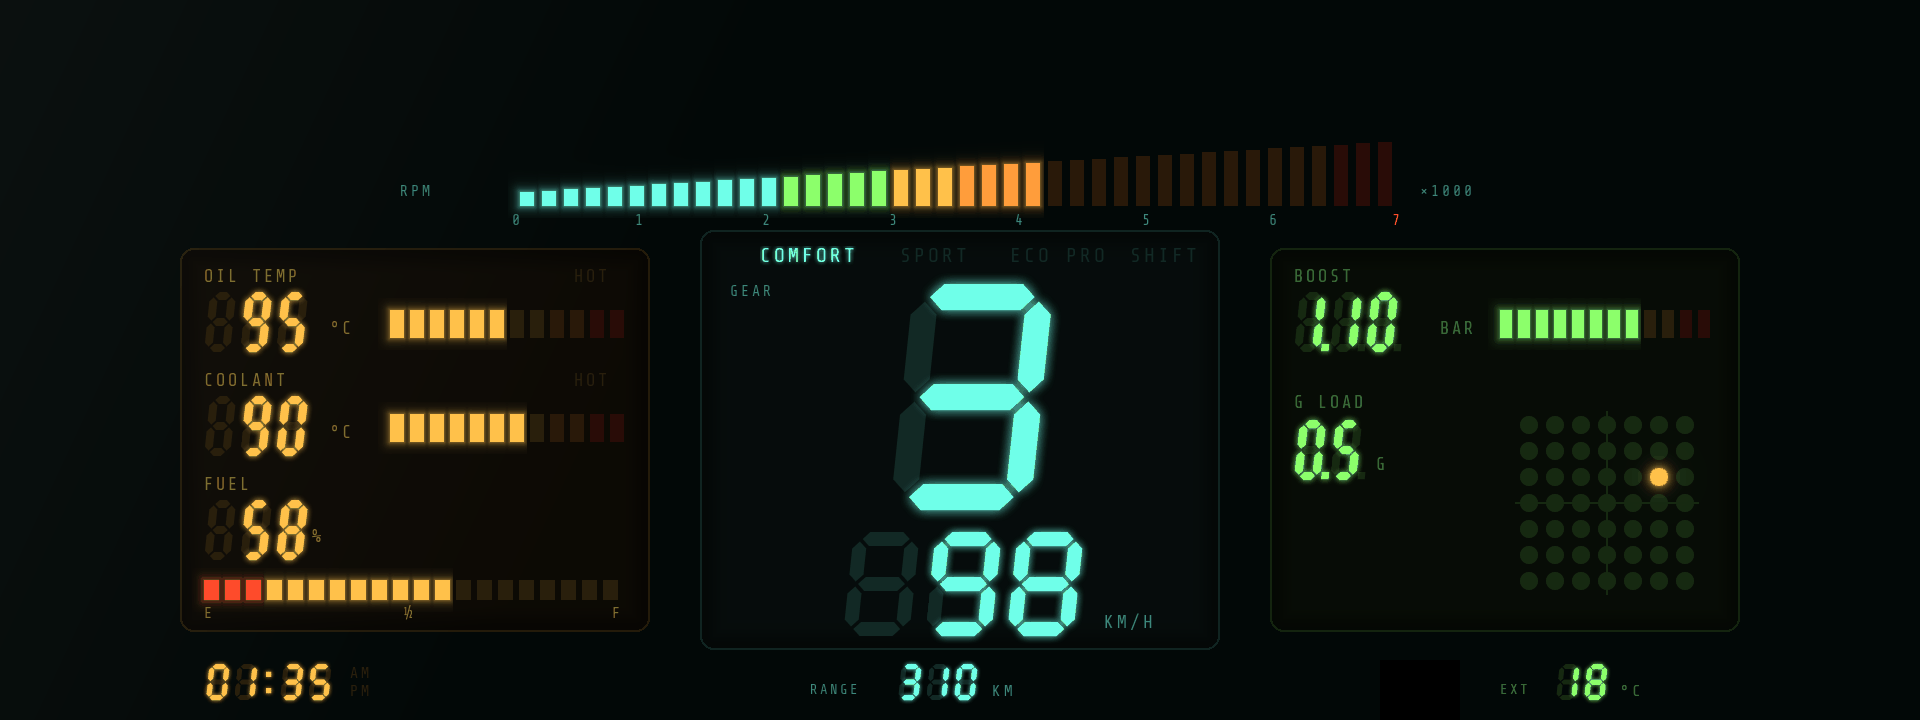 RPM
×1000
0 1 2 3 4 5 6 7
COMFORT SPORT ECO PRO SHIFT
GEAR
3
98 KM/H
OIL TEMP HOT
95 °C
COOLANT HOT
90 °C
FUEL
58 %
E ½ F
BOOST
1.10 BAR
G LOAD
0.5 G
01:35 AM
PM
RANGE 310 KM
EXT 18 °C